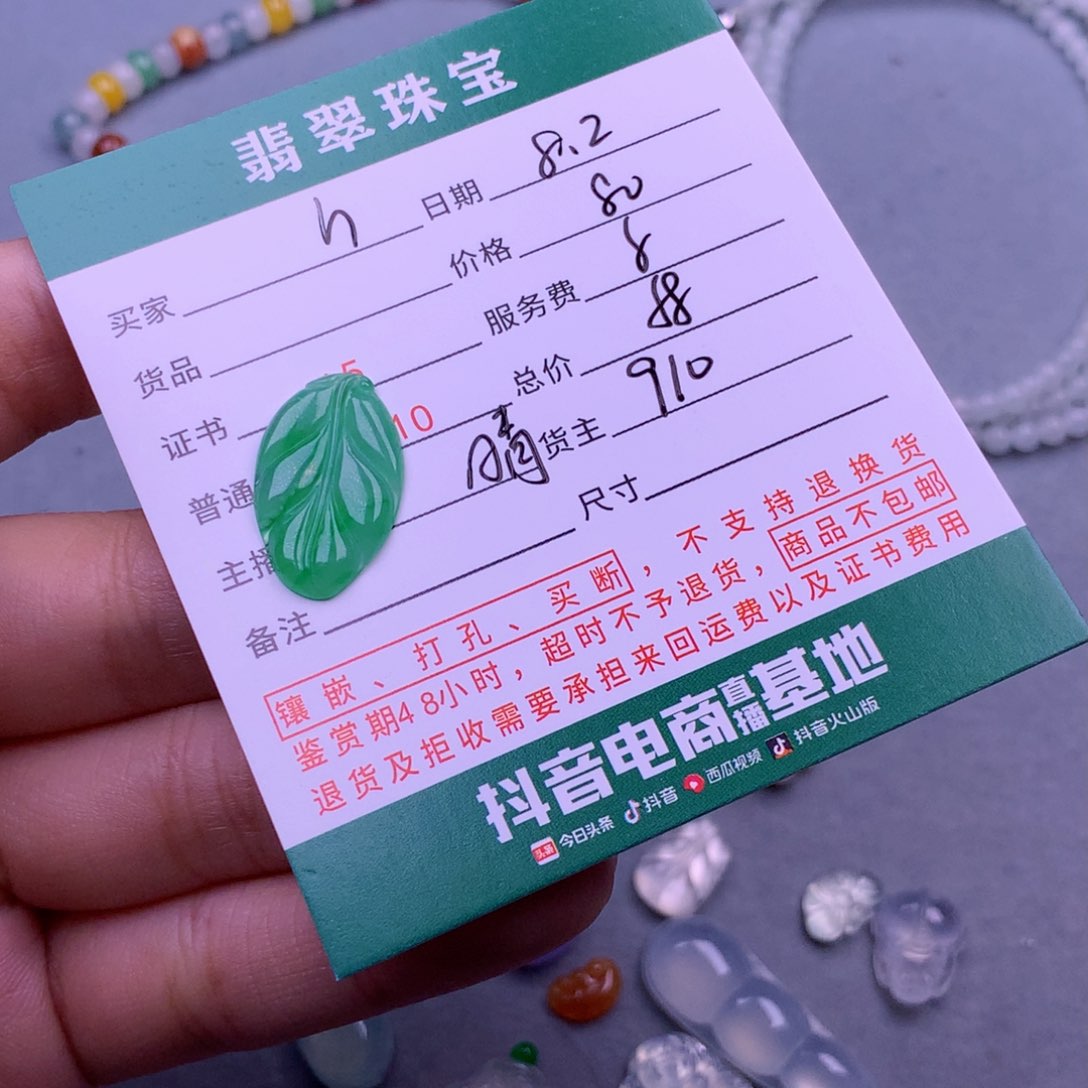 翡翠珠宝
买家 h 日期 8.2
货品 价格 80
证书 5 服务费 8
普通 10 总价 88
主播 晴 货主 910
备注 尺寸
镶嵌、打孔、买断，不支持退换货
鉴赏期48小时，超时不予退货，商品不包邮
退货及拒收需要承担来回运费以及证书费用
抖音电商直播基地
头条 今日头条 抖音 西瓜视频 抖音火山版